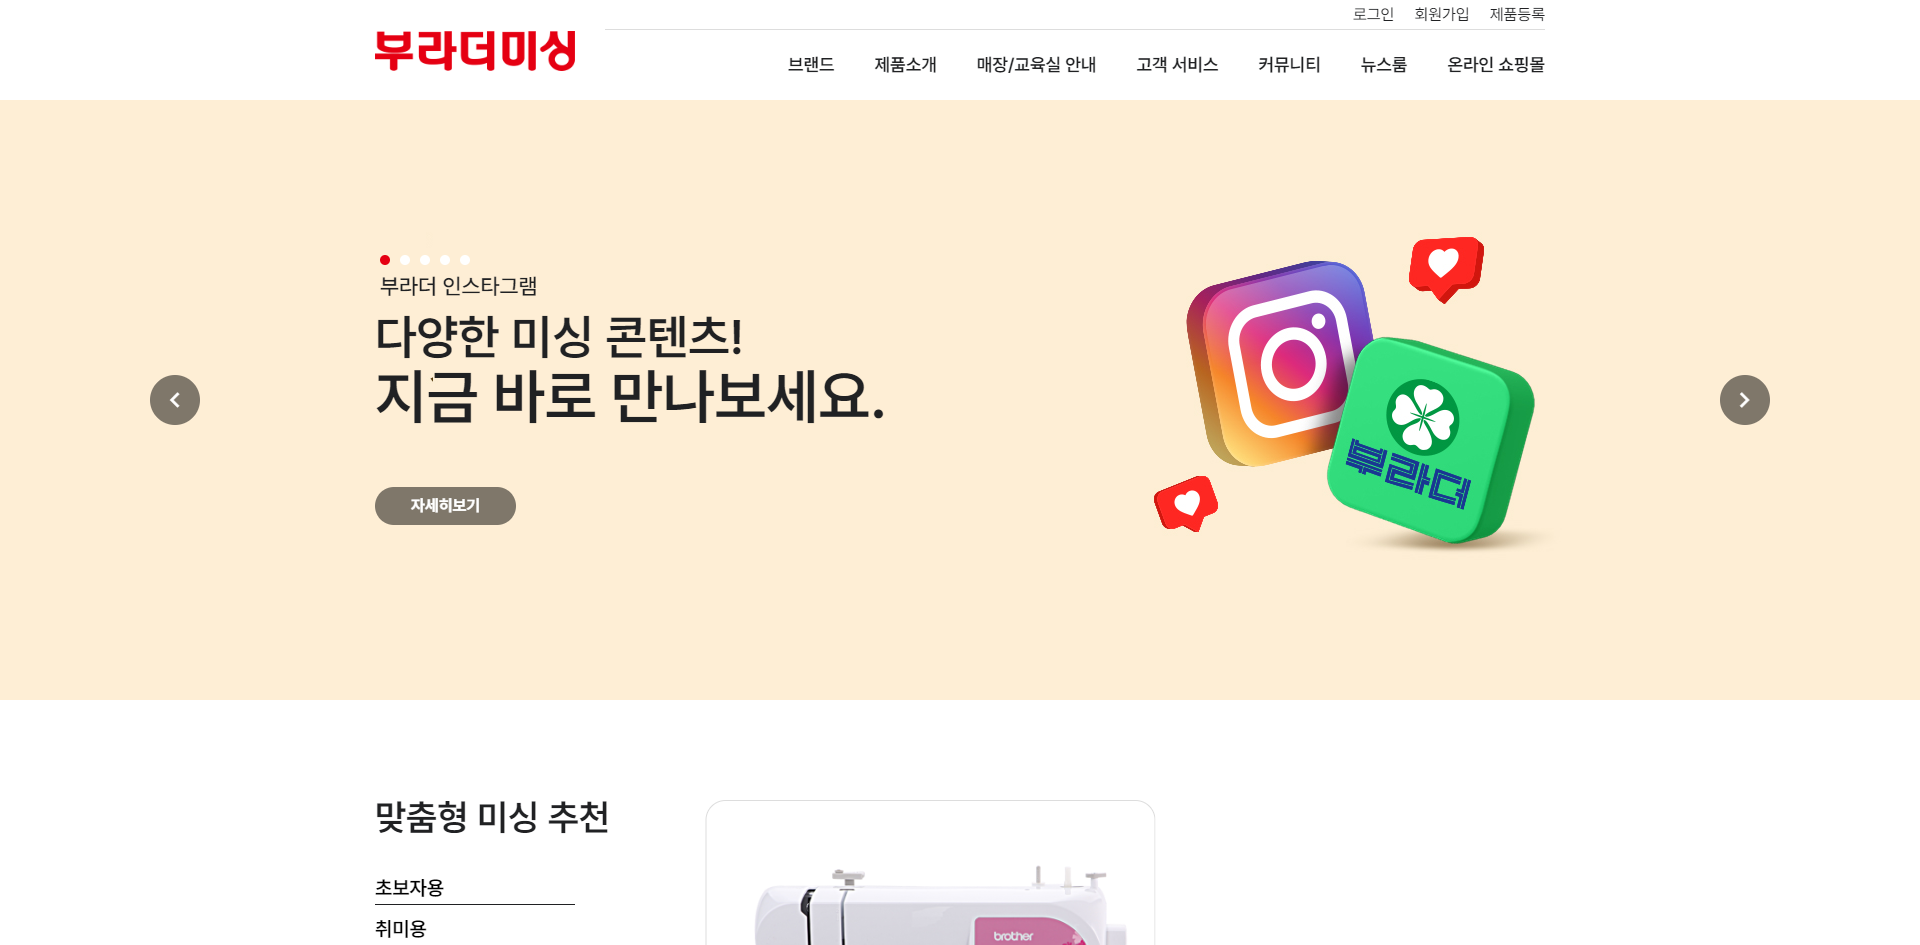 로그인 회원가입 제품등록
부라더미싱
브랜드 제품소개 매장/교육실 안내 고객 서비스 커뮤니티 뉴스룸 온라인 쇼핑몰
부라더 인스타그램
다양한 미싱 콘텐츠!
지금 바로 만나보세요.
자세히보기
부라더
맞춤형 미싱 추천
초보자용
취미용
brother